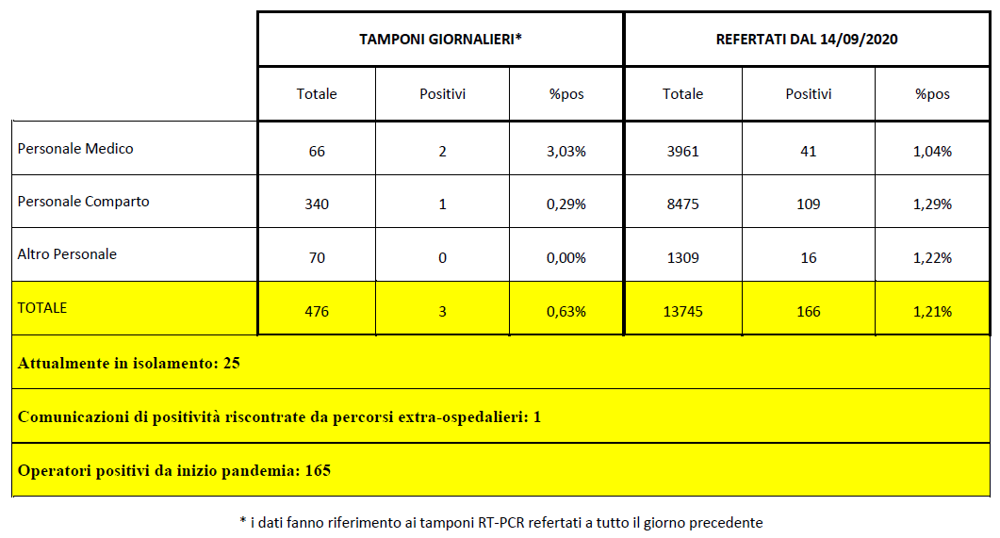 TAMPONI GIORNALIERI* REFERTATI DAL 14/09/2020
Totale Positivi %pos Totale Positivi %pos
Personale Medico 66 2 3,03% 3961 41 1,04%
Personale Comparto 340 1 0,29% 8475 109 1,29%
Altro Personale 70 0 0,00% 1309 16 1,22%
TOTALE 476 3 0,63% 13745 166 1,21%
Attualmente in isolamento: 25
Comunicazioni di positività riscontrate da percorsi extra-ospedalieri: 1
Operatori positivi da inizio pandemia: 165
* i dati fanno riferimento ai tamponi RT-PCR refertati a tutto il giorno precedente